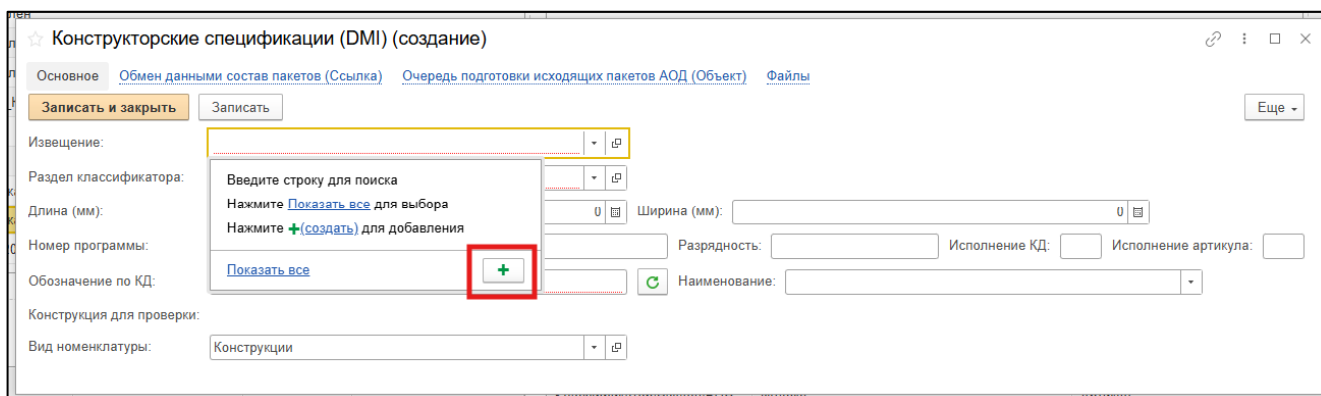 Конструкторские спецификации (DMI) (создание)
Основное Обмен данными состав пакетов (Ссылка) Очередь подготовки исходящих пакетов АОД (Объект) Файлы
Записать и закрыть Записать Еще
Извещение:
Введите строку для поиска
Раздел классификатора:
Нажмите Показать все для выбора
Нажмите +(создать) для добавления
Длина (мм): 0 Ширина (мм): 0
Номер программы: Разрядность: Исполнение КД: Исполнение артикула:
Показать все +
Обозначение по КД: Наименование:
Конструкция для проверки:
Вид номенклатуры: Конструкции